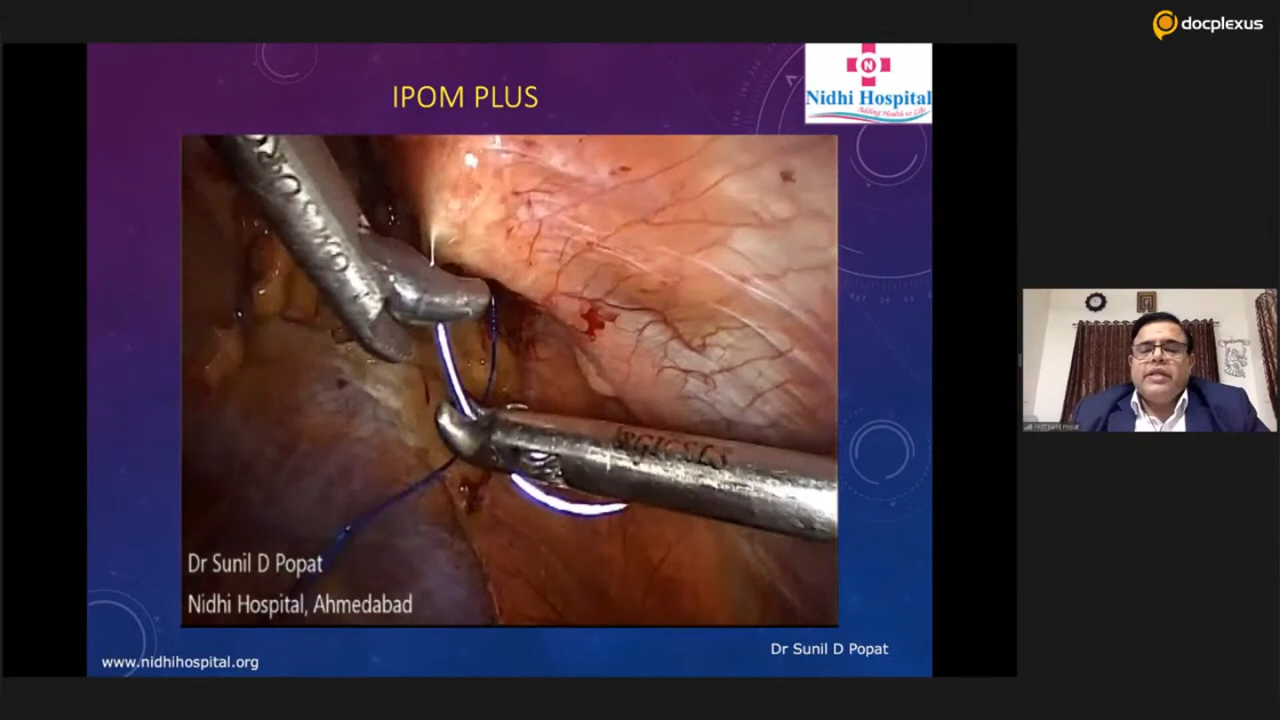 docplexus
IPOM PLUS
N
Nidhi Hospital
Adding Health to Life
Dr Sunil D Popat
Nidhi Hospital, Ahmedabad
Dr Sunil D Popat
www.nidhihospital.org